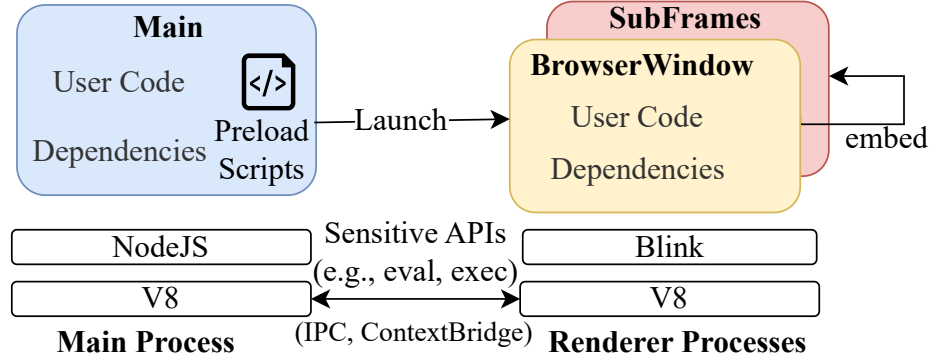 Main
User Code
</>
Dependencies
Preload
Scripts
Launch
SubFrames
BrowserWindow
User Code
Dependencies
embed
NodeJS
V8
Main Process
Sensitive APIs
(e.g., eval, exec)
(IPC, ContextBridge)
Blink
V8
Renderer Processes